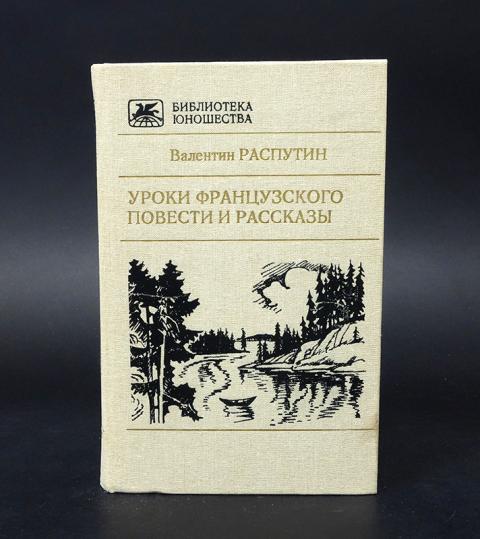 БИБЛИОТЕКА
ЮНОШЕСТВА
Валентин РАСПУТИН
УРОКИ ФРАНЦУЗСКОГО
ПОВЕСТИ И РАССКАЗЫ